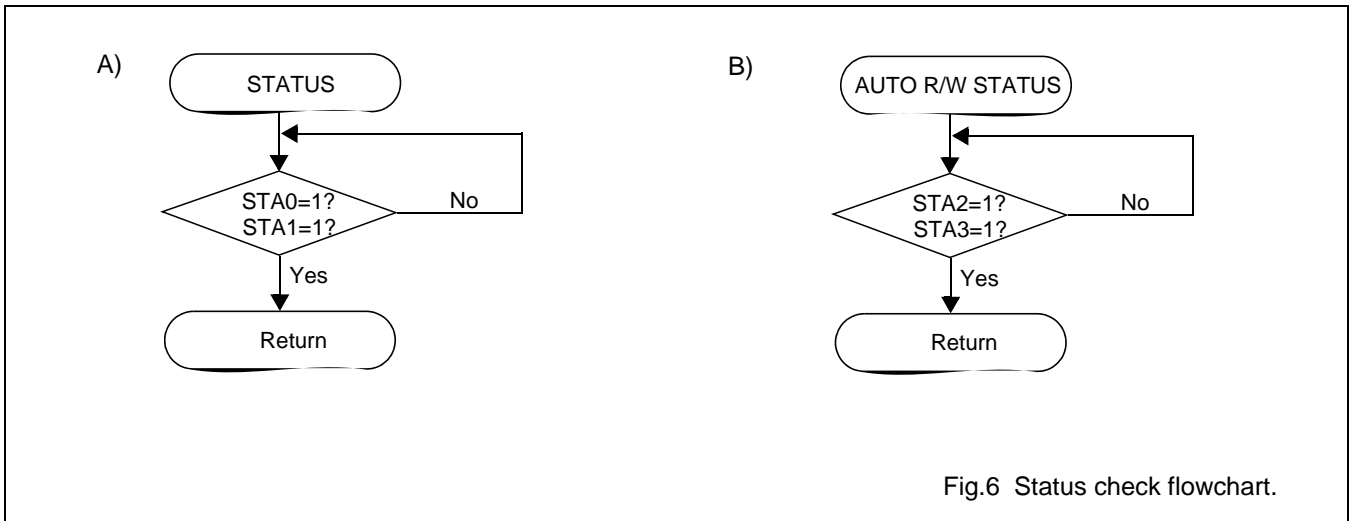 A)
STATUS
STA0=1?
STA1=1?
No
Yes
Return
B)
AUTO R/W STATUS
STA2=1?
STA3=1?
No
Yes
Return
Fig.6 Status check flowchart.